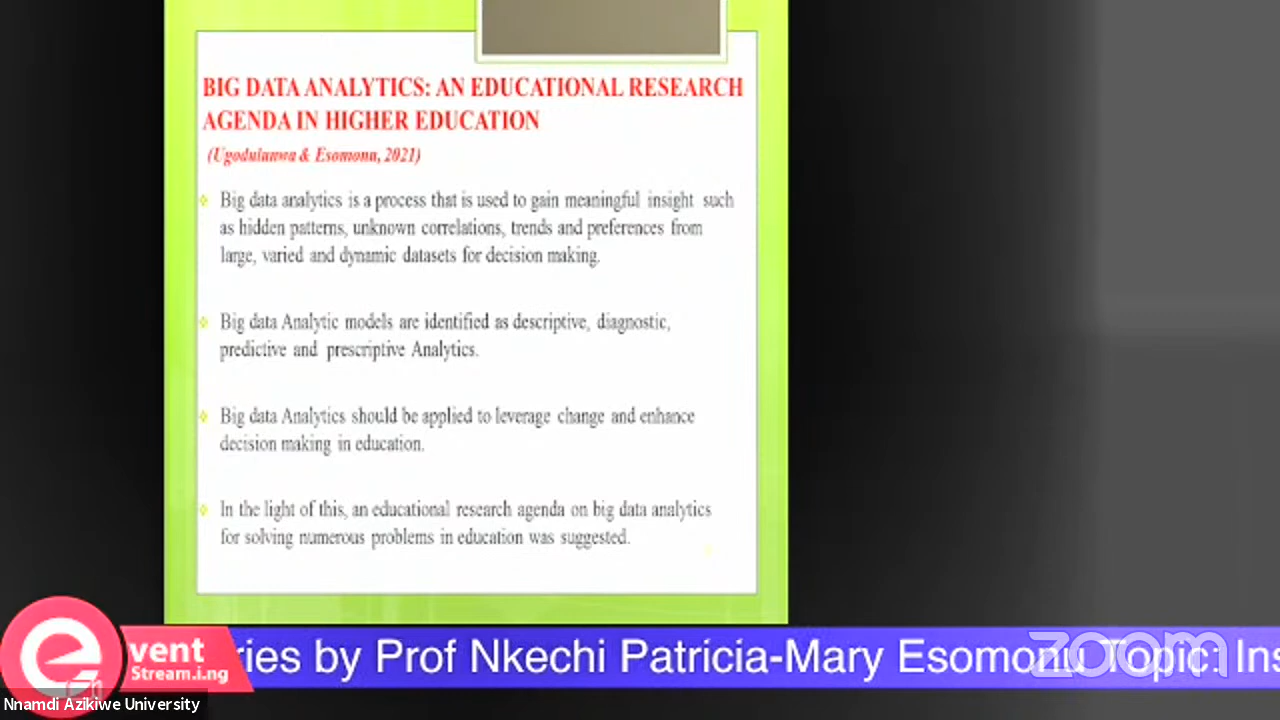 BIG DATA ANALYTICS: AN EDUCATIONAL RESEARCH
AGENDA IN HIGHER EDUCATION
(Ugodulunwa & Esomonu, 2021)
Big data analytics is a process that is used to gain meaningful insight such
as hidden patterns, unknown correlations, trends and preferences from
large, varied and dynamic datasets for decision making.
Big data Analytic models are identified as descriptive, diagnostic,
predictive and prescriptive Analytics.
Big data Analytics should be applied to leverage change and enhance
decision making in education.
In the light of this, an educational research agenda on big data analytics
for solving numerous problems in education was suggested.
event
Stream.i.ng
ries by Prof Nkechi Patricia-Mary Esomonu Topic: Ins
zoom
Nnamdi Azikiwe University